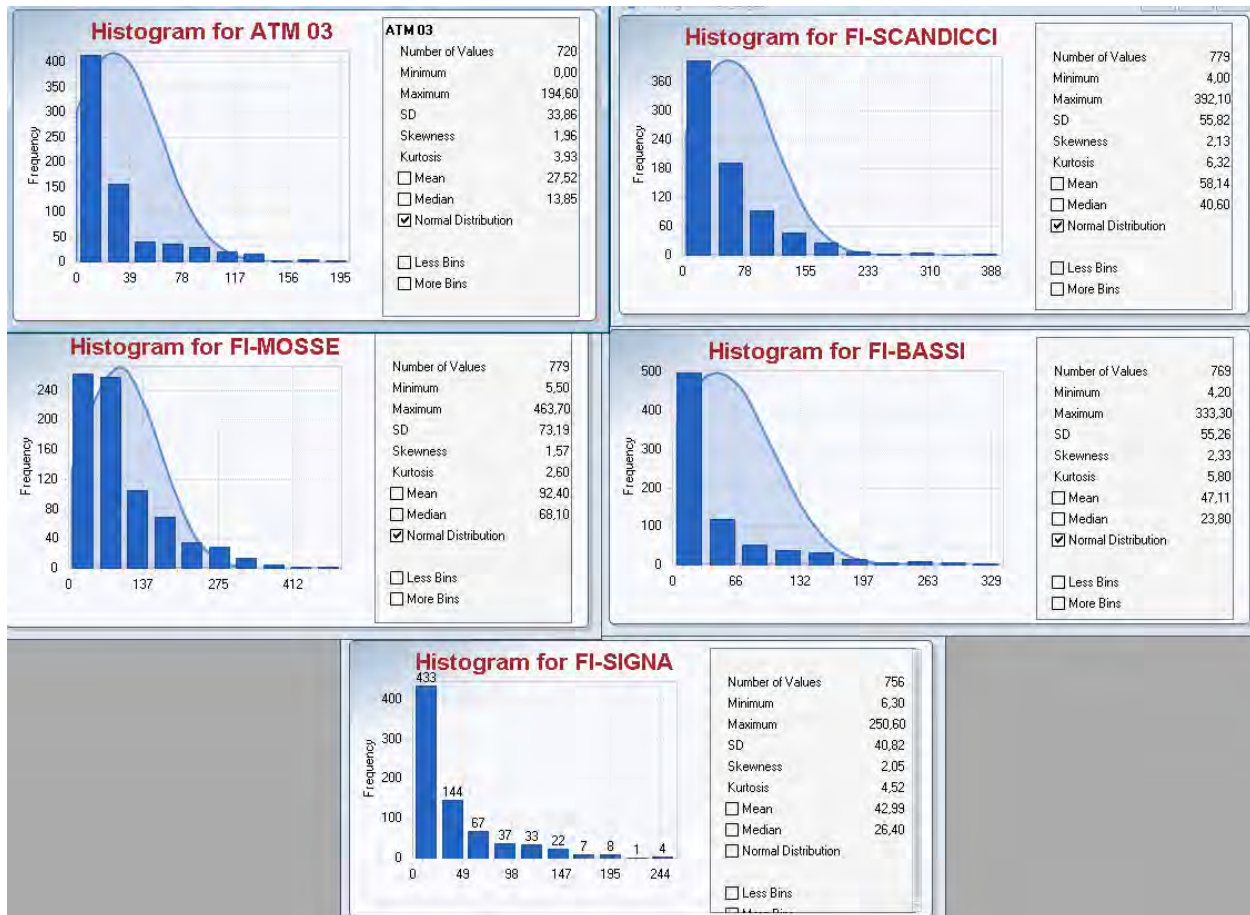 Histogram for ATM 03
Frequency
400
350
300
250
200
150
100
50
0
0 39 78 117 156 195
ATM 03
Number of Values 720
Minimum 0,00
Maximum 194,60
SD 33,86
Skewness 1,96
Kurtosis 3,93
Mean 27,52
Median 13,85
Normal Distribution
Less Bins
More Bins
Histogram for FI-SCANDICCI
Frequency
360
300
240
180
120
60
0
0 78 155 233 310 388
Number of Values 779
Minimum 4,00
Maximum 392,10
SD 55,82
Skewness 2,13
Kurtosis 6,32
Mean 58,14
Median 40,60
Normal Distribution
Less Bins
More Bins
Histogram for FI-MOSSE
Frequency
240
200
160
120
80
40
0
0 137 275 412
Number of Values 779
Minimum 5,50
Maximum 463,70
SD 73,19
Skewness 1,57
Kurtosis 2,60
Mean 92,40
Median 68,10
Normal Distribution
Less Bins
More Bins
Histogram for FI-BASSI
Frequency
500
400
300
200
100
0
0 66 132 197 263 329
Number of Values 769
Minimum 4,20
Maximum 333,30
SD 55,26
Skewness 2,33
Kurtosis 5,80
Mean 47,11
Median 23,80
Normal Distribution
Less Bins
More Bins
Histogram for FI-SIGNA
Frequency
400
300
200
100
0
433 144 67 37 33 22 7 8 1 4
0 49 98 147 195 244
Number of Values 756
Minimum 6,30
Maximum 250,60
SD 40,82
Skewness 2,05
Kurtosis 4,52
Mean 42,99
Median 26,40
Normal Distribution
Less Bins
More Bins